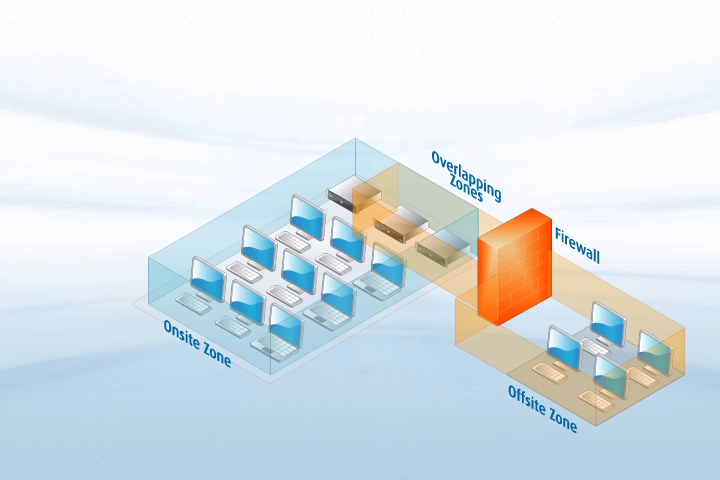 Overlapping
Zones
Firewall
Onsite Zone
Offsite Zone